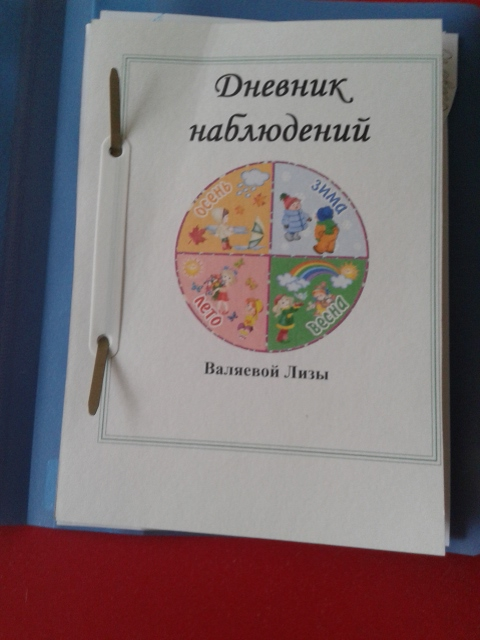 Дневник
наблюдений
осень
зима
лето
весна
Валяевой Лизы